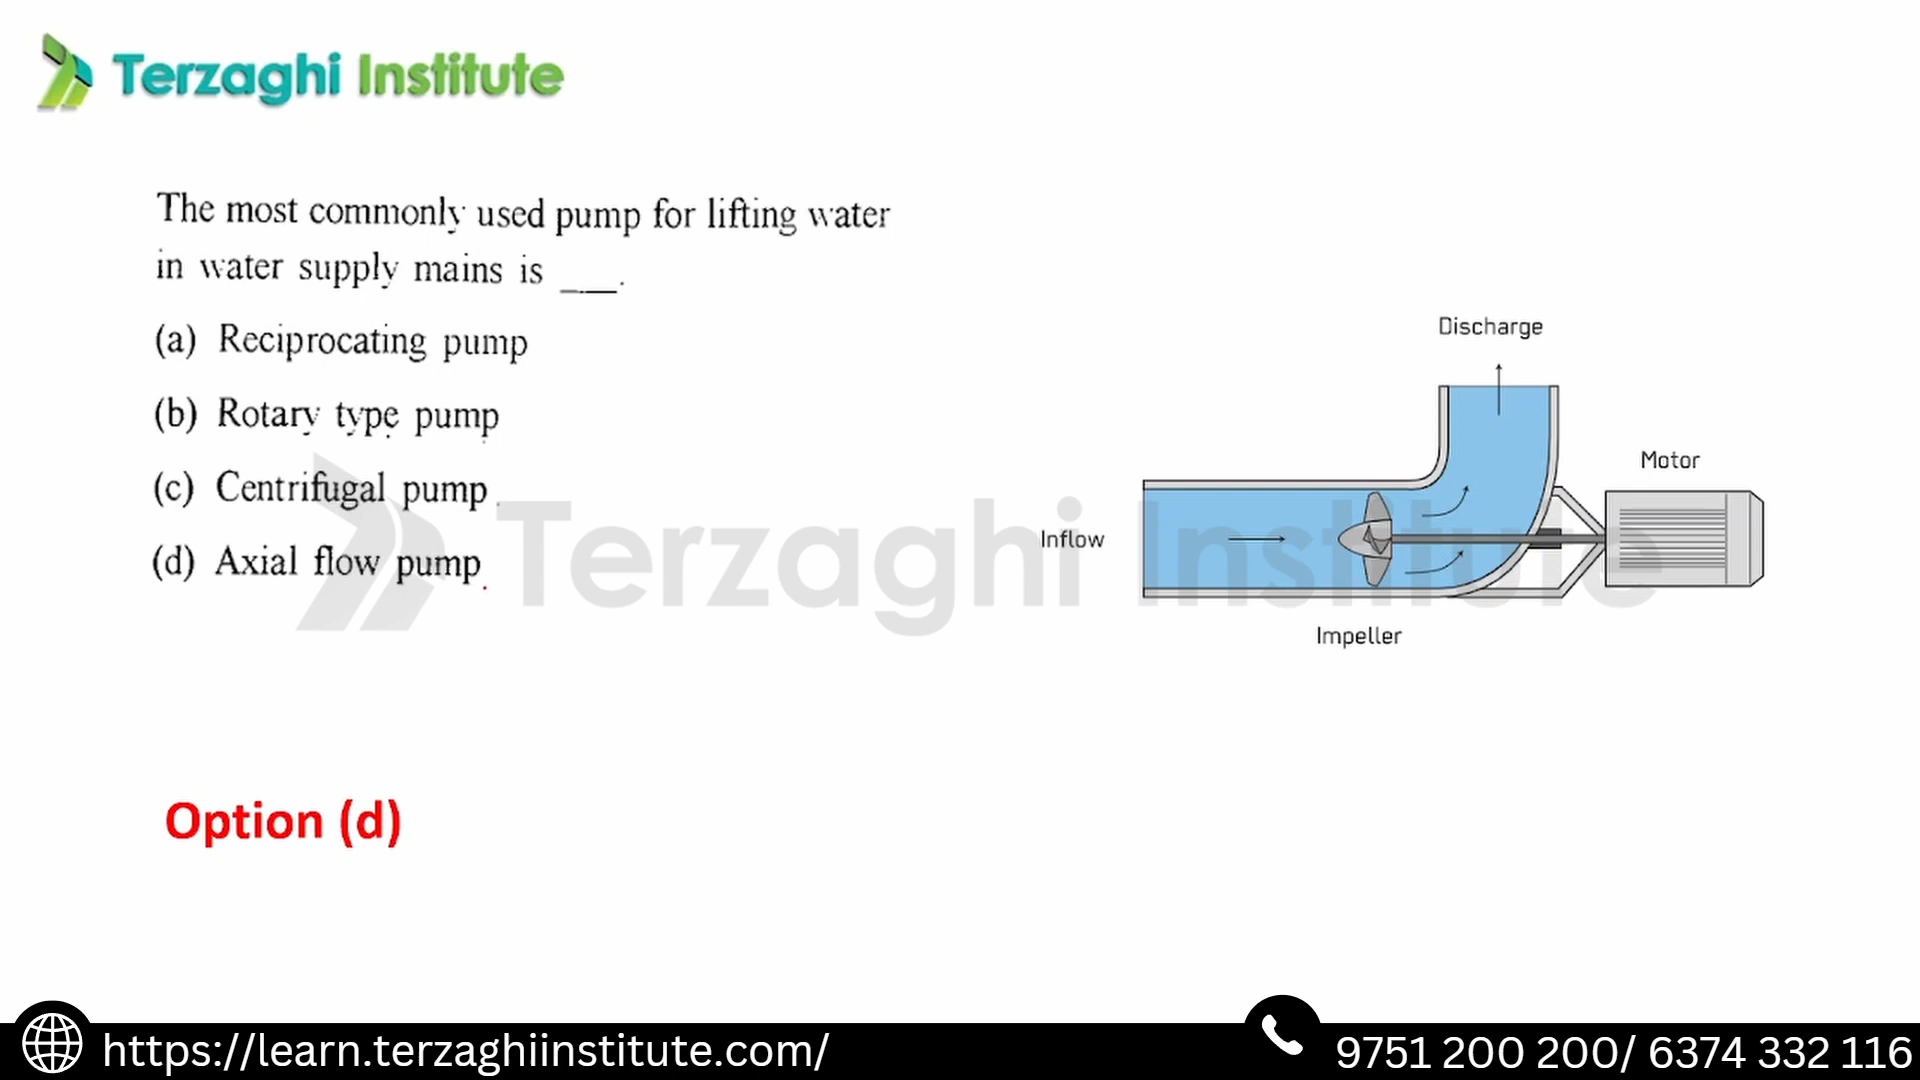 Terzaghi Institute
The most commonly used pump for lifting water
in water supply mains is ___.
(a) Reciprocating pump
(b) Rotary type pump
(c) Centrifugal pump
(d) Axial flow pump
Discharge
Motor
Inflow
Impeller
Terzaghi Institute
Option (d)
https://learn.terzaghiinstitute.com/
9751 200 200/ 6374 332 116